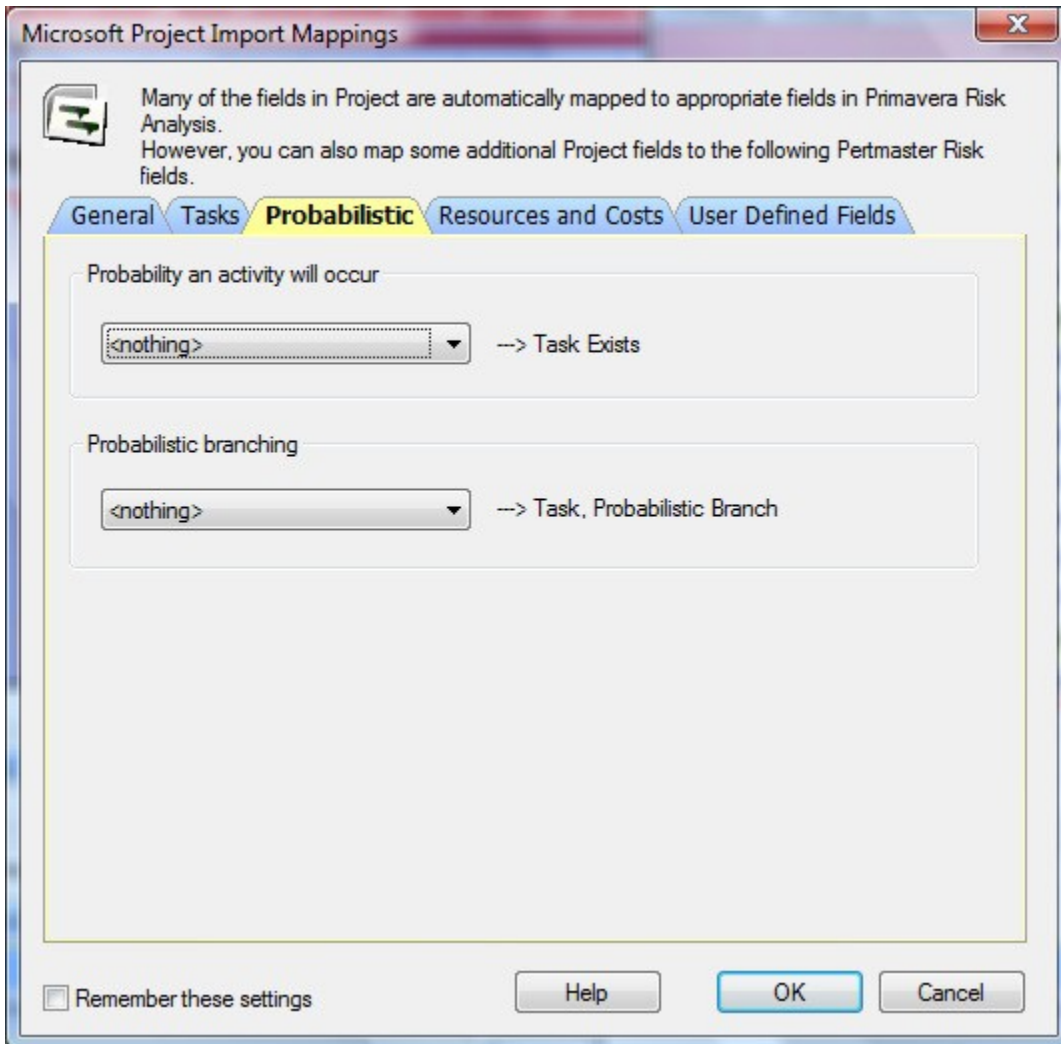 Microsoft Project Import Mappings
Many of the fields in Project are automatically mapped to appropriate fields in Primavera Risk
Analysis.
However, you can also map some additional Project fields to the following Pertmaster Risk
fields.
General Tasks Probabilistic Resources and Costs User Defined Fields
Probability an activity will occur
<nothing> ---> Task Exists
Probabilistic branching
<nothing> ---> Task, Probabilistic Branch
Remember these settings Help OK Cancel